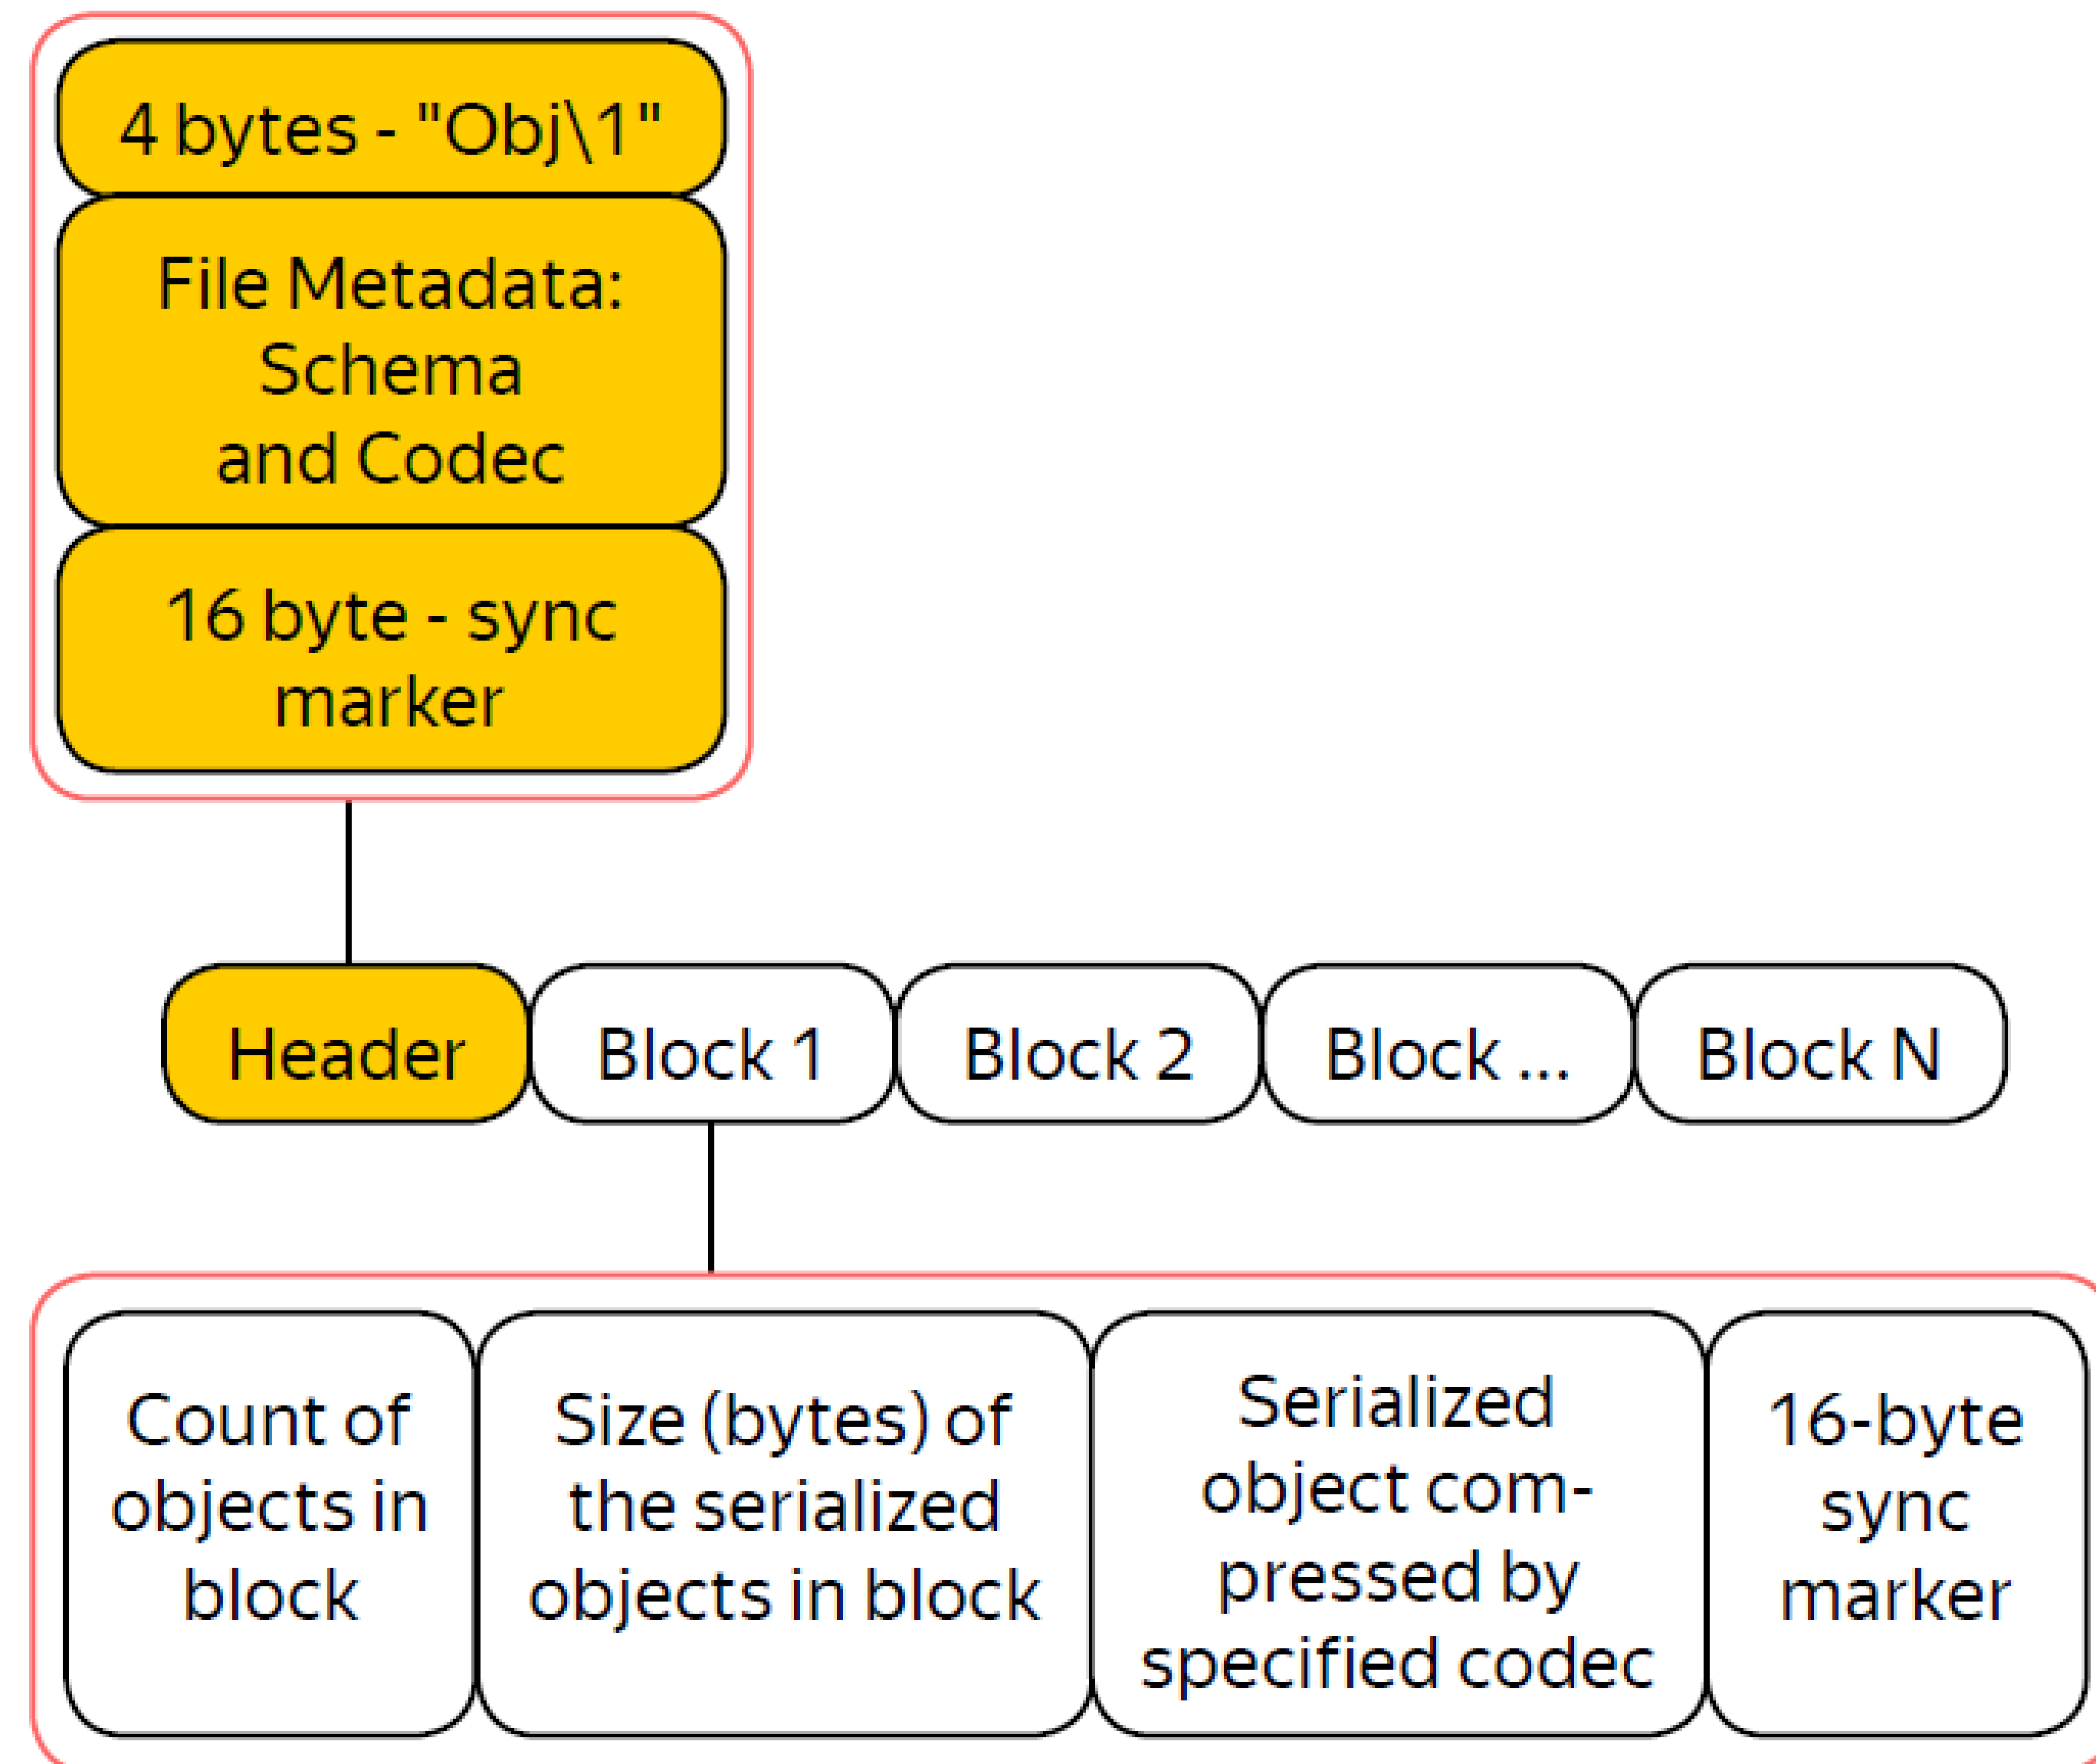 4 bytes - "Obj\1"
File Metadata:
Schema
and Codec
16 byte - sync
marker
Header
Block 1
Block 2
Block ...
Block N
Count of
objects in
block
Size (bytes) of
the serialized
objects in block
Serialized
object com-
pressed by
specified codec
16-byte
sync
marker